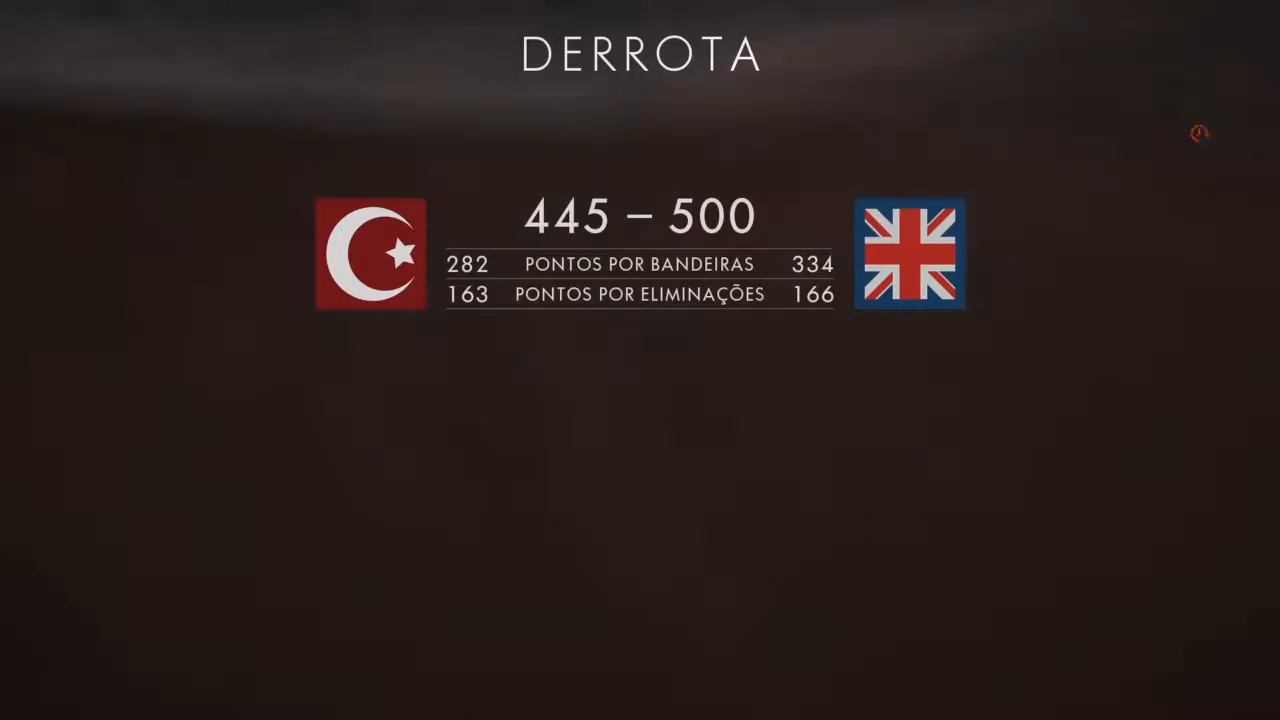 DERROTA
445 – 500
282 PONTOS POR BANDEIRAS 334
163 PONTOS POR ELIMINAÇÕES 166